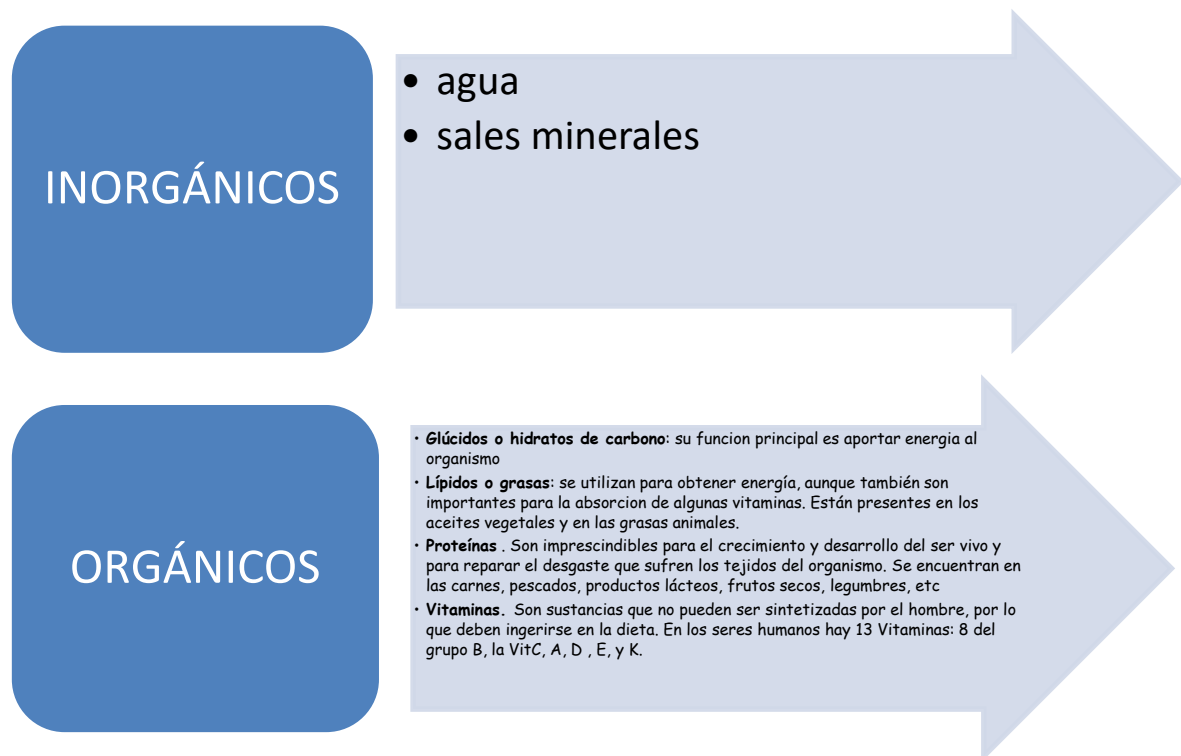 INORGÁNICOS
• agua
• sales minerales
ORGÁNICOS
• Glúcidos o hidratos de carbono: su funcion principal es aportar energia al
organismo
• Lípidos o grasas: se utilizan para obtener energía, aunque también son
importantes para la absorcion de algunas vitaminas. Están presentes en los
aceites vegetales y en las grasas animales.
• Proteínas . Son imprescindibles para el crecimiento y desarrollo del ser vivo y
para reparar el desgaste que sufren los tejidos del organismo. Se encuentran en
las carnes, pescados, productos lácteos, frutos secos, legumbres, etc
• Vitaminas. Son sustancias que no pueden ser sintetizadas por el hombre, por lo
que deben ingerirse en la dieta. En los seres humanos hay 13 Vitaminas: 8 del
grupo B, la VitC, A, D , E, y K.